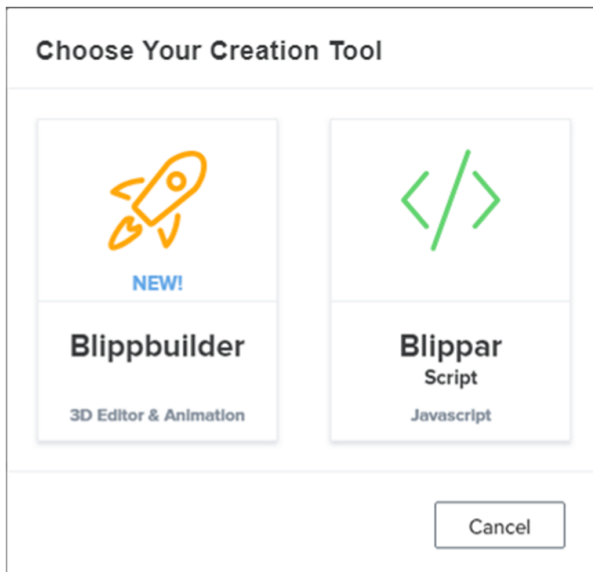 Choose Your Creation Tool
NEW!
Blippbuilder
3D Editor & Animation
Blippar
Script
Javascript
Cancel